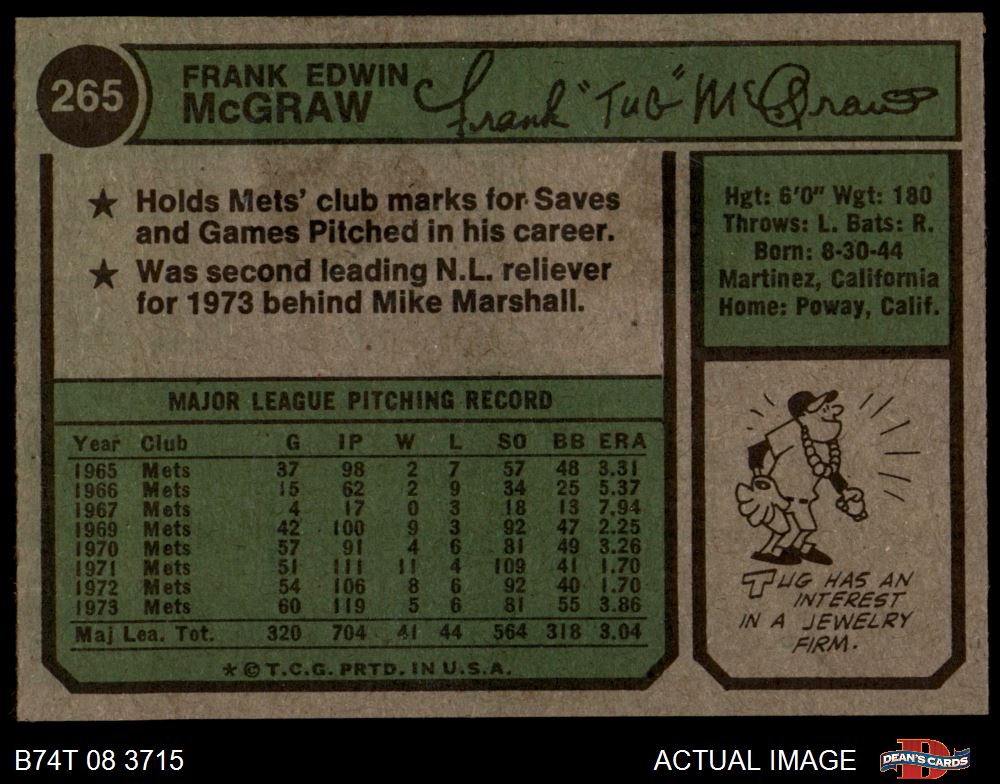 265
FRANK EDWIN
McGRAW
Frank "Tug" McGraw
★ Holds Mets' club marks for Saves
and Games Pitched in his career.
★ Was second leading N.L. reliever
for 1973 behind Mike Marshall.
Hgt: 6'0" Wgt: 180
Throws: L. Bats: R.
Born: 8-30-44
Martinez, California
Home: Poway, Calif.
MAJOR LEAGUE PITCHING RECORD
Year Club G IP W L SO BB ERA
1965 Mets 37 98 2 7 57 48 3.31
1966 Mets 15 62 2 9 34 25 5.37
1967 Mets 4 17 0 3 18 13 7.94
1969 Mets 42 100 9 3 92 47 2.25
1970 Mets 57 91 4 6 81 49 3.26
1971 Mets 51 111 11 4 109 41 1.70
1972 Mets 54 106 8 6 92 40 1.70
1973 Mets 60 119 5 6 81 55 3.86
Maj Lea. Tot. 320 704 41 44 564 318 3.04
★ © T.C.G. PRTD. IN U.S.A.
TUG HAS AN
INTEREST
IN A JEWELRY
FIRM.
B74T 08 3715
ACTUAL IMAGE
D
DEAN'S CARDS